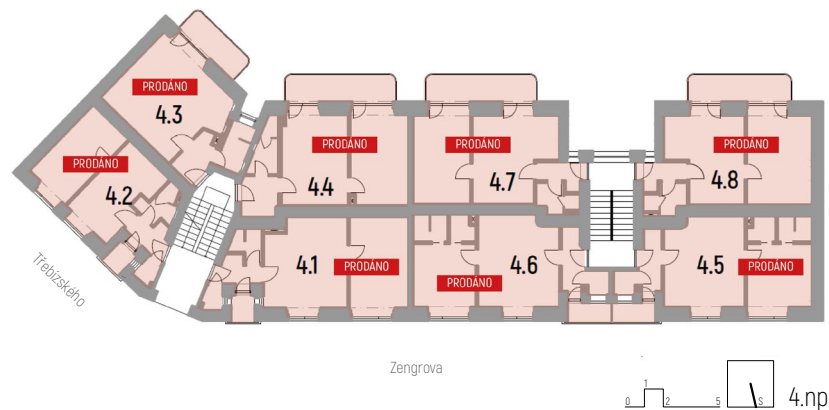 PRODÁNO
4.3
PRODÁNO
4.2
PRODÁNO
4.4
PRODÁNO
4.7
PRODÁNO
4.8
4.1
PRODÁNO
4.6
PRODÁNO
4.5
PRODÁNO
Třebízského
Zengrova
0 1 2 5
S
4.np